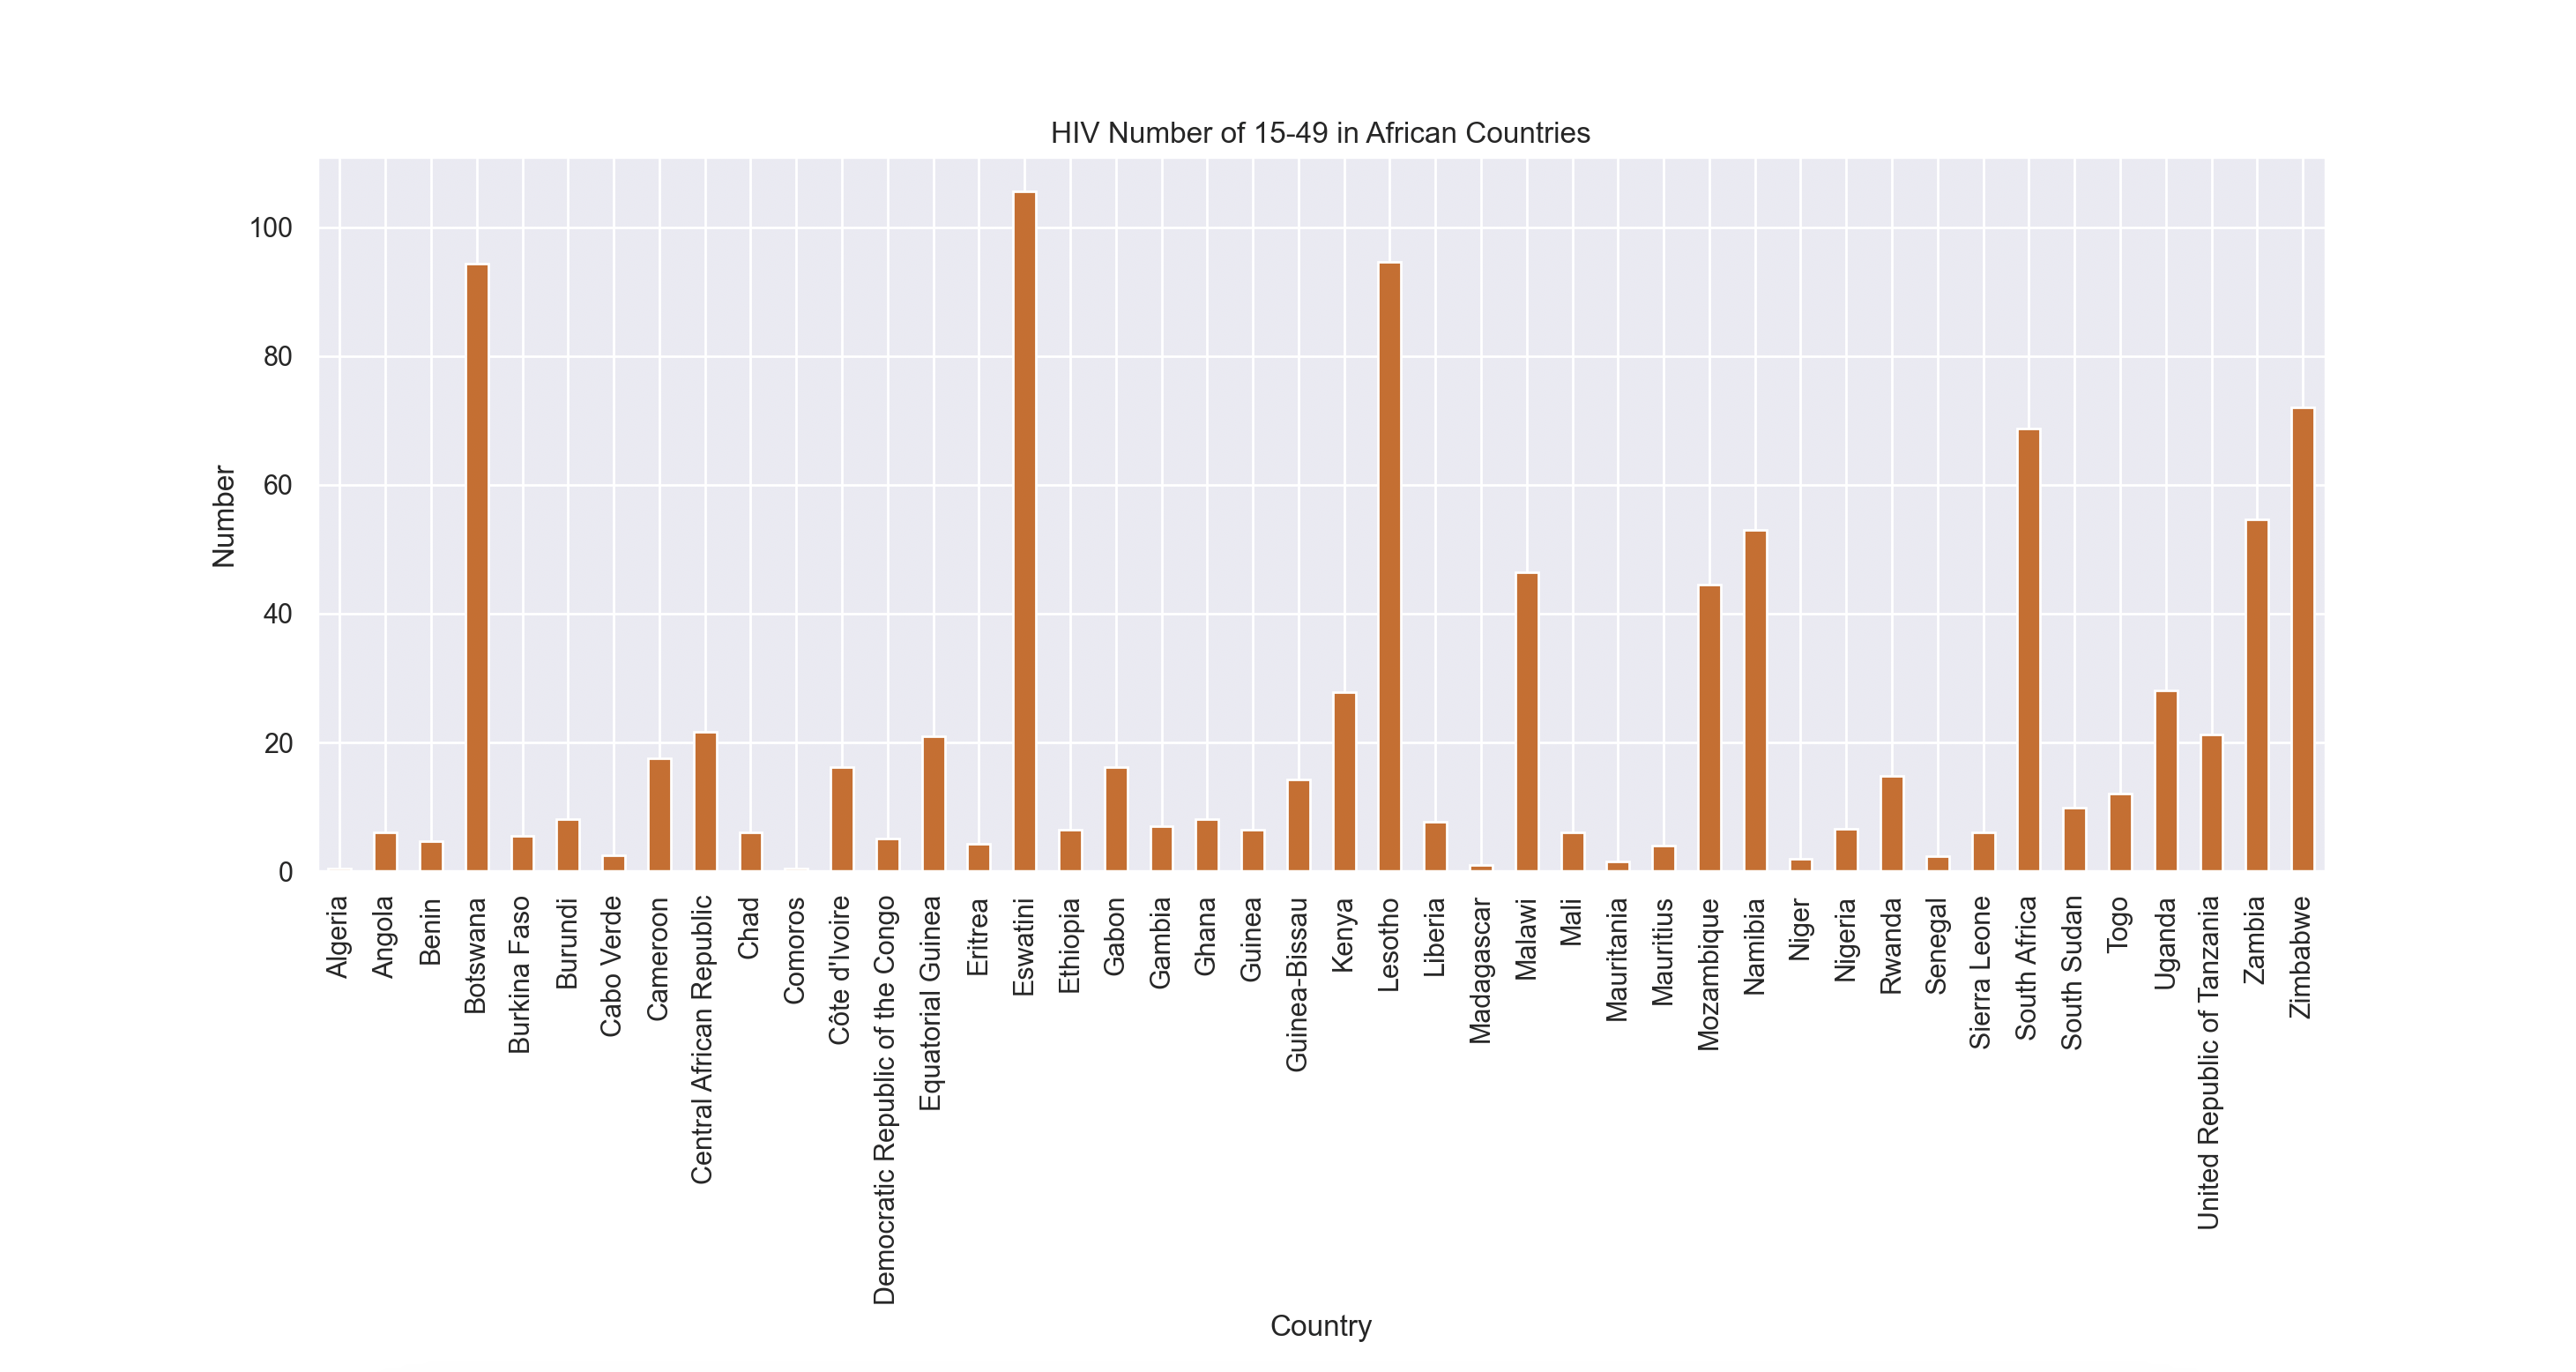 HIV Number of 15-49 in African Countries
100
80
60
40
20
0
Number
Algeria
Angola
Benin
Botswana
Burkina Faso
Burundi
Cabo Verde
Cameroon
Central African Republic
Chad
Comoros
Côte d'Ivoire
Democratic Republic of the Congo
Equatorial Guinea
Eritrea
Eswatini
Ethiopia
Gabon
Gambia
Ghana
Guinea
Guinea-Bissau
Kenya
Lesotho
Liberia
Madagascar
Malawi
Mali
Mauritania
Mauritius
Mozambique
Namibia
Niger
Nigeria
Rwanda
Senegal
Sierra Leone
South Africa
South Sudan
Togo
Uganda
United Republic of Tanzania
Zambia
Zimbabwe
Country